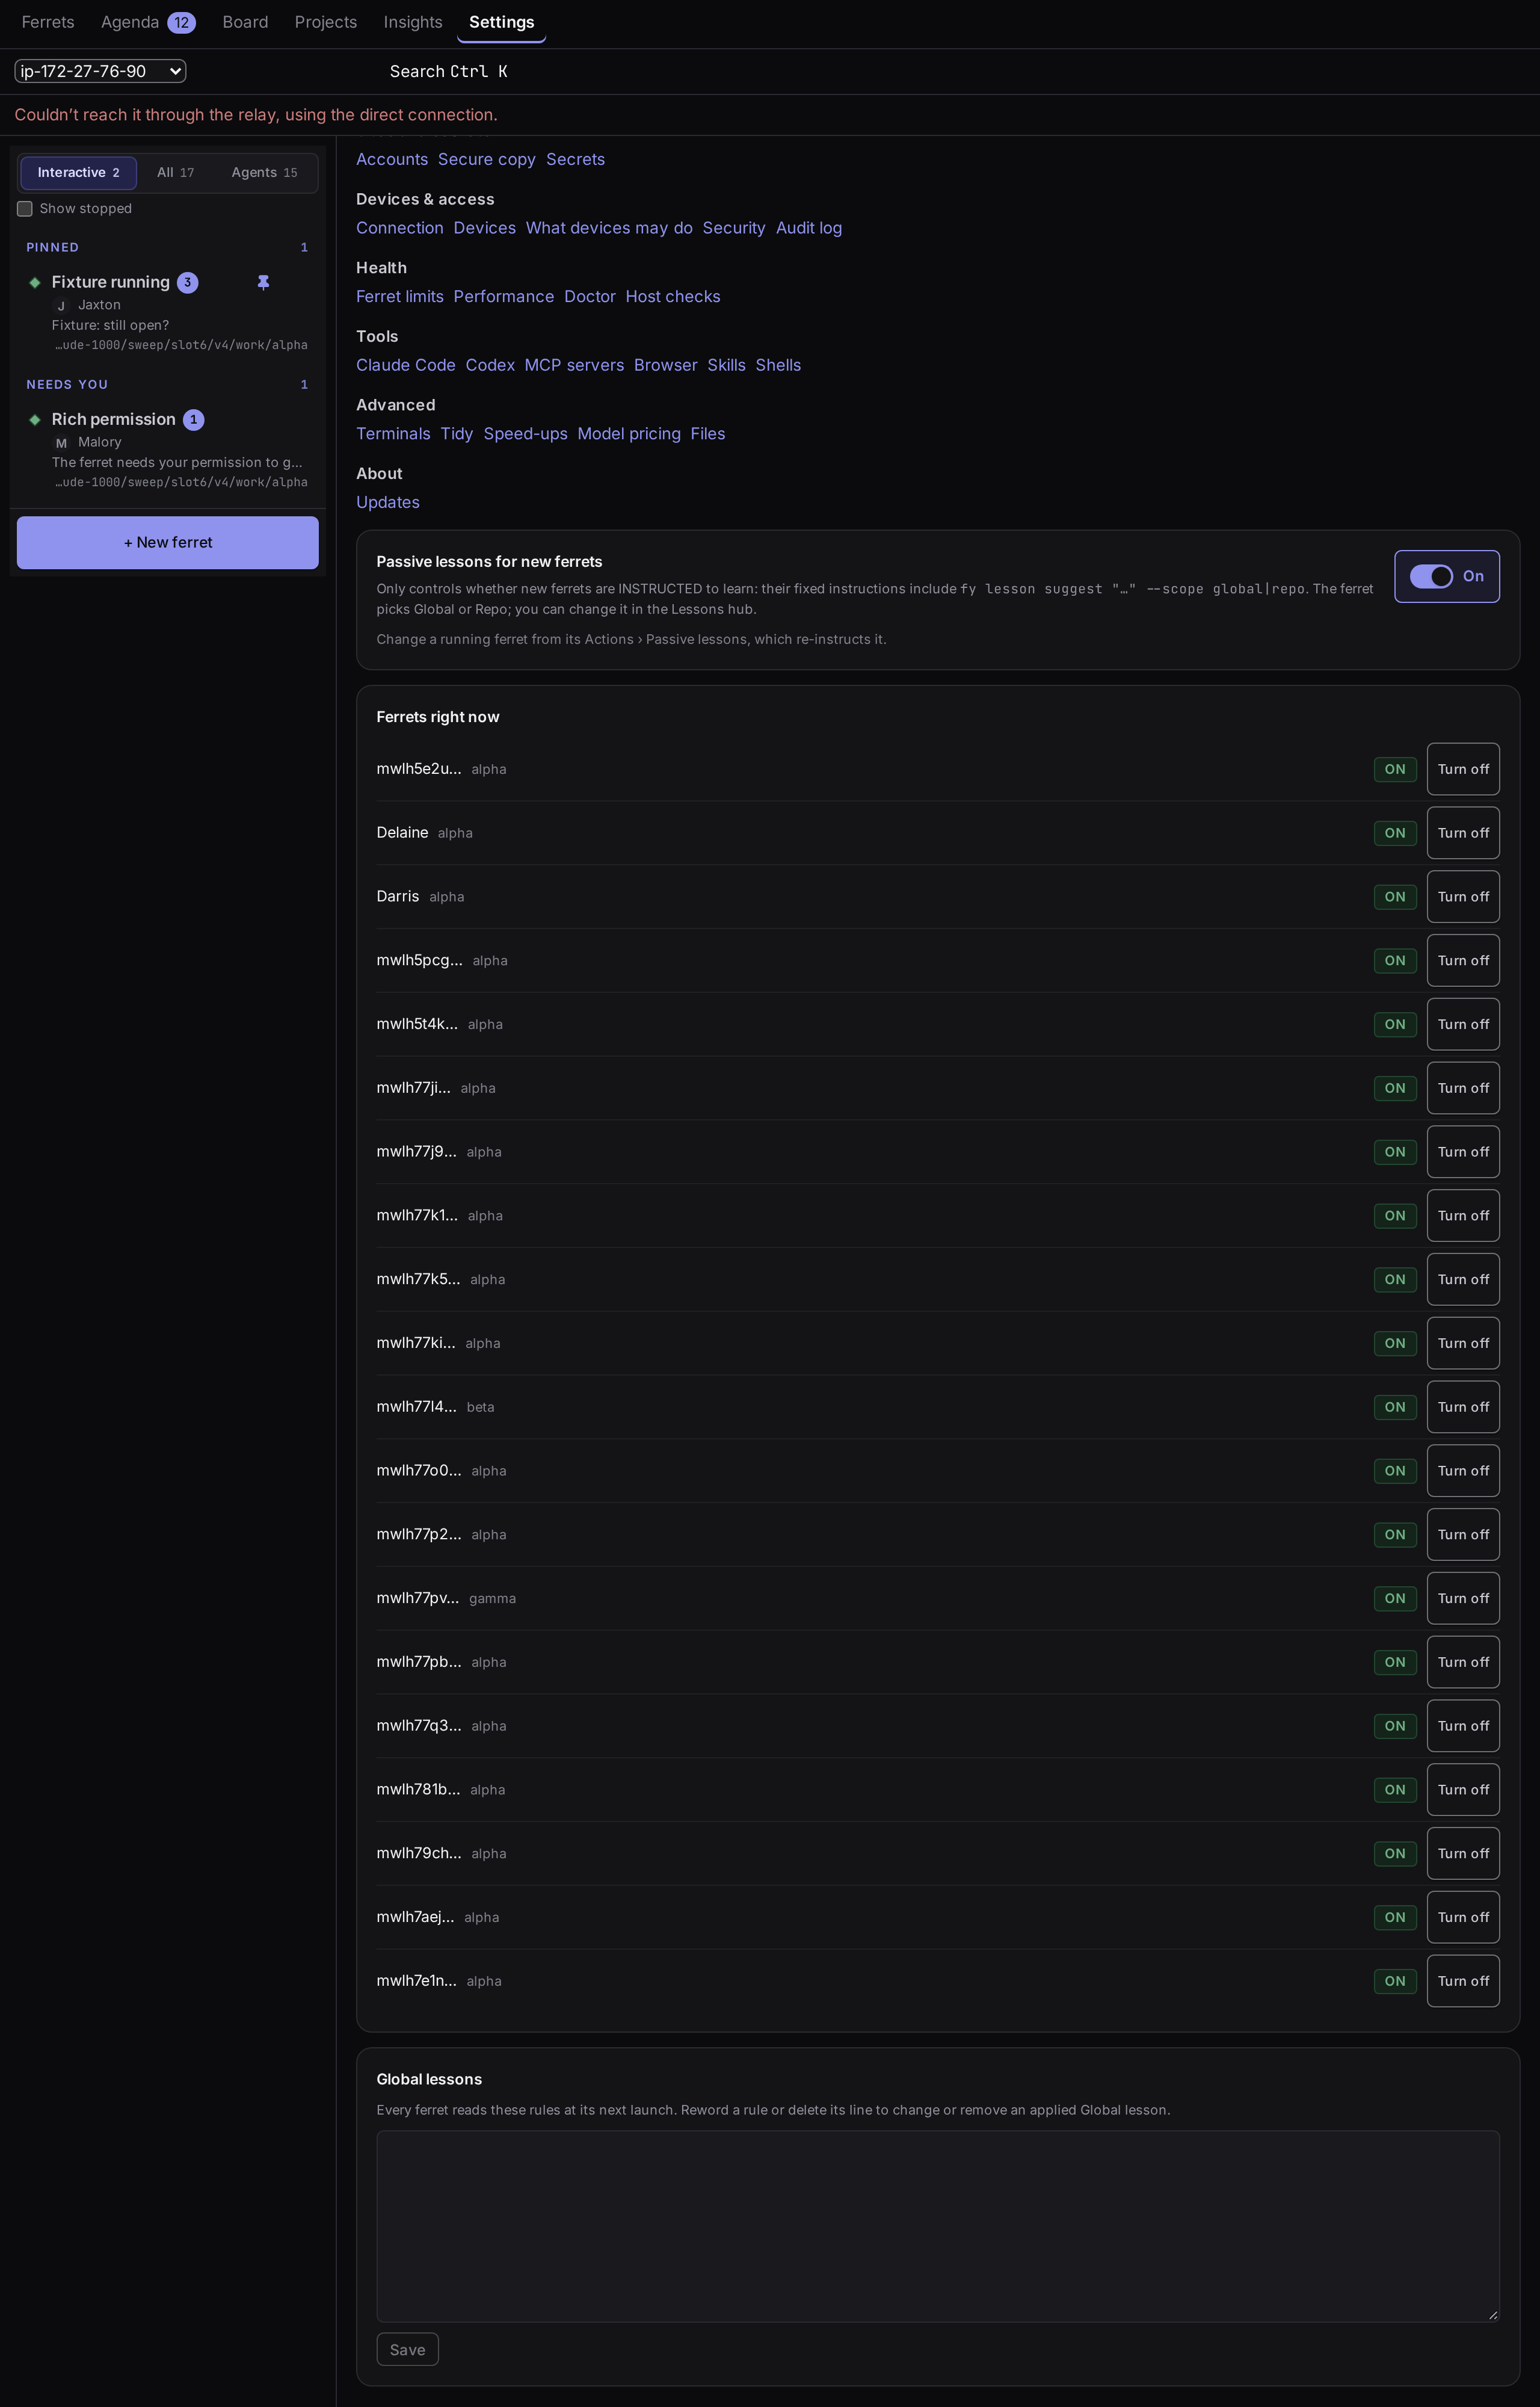 Ferrets Agenda 12 Board Projects Insights Settings
ip-172-27-76-90 Search Ctrl K
Couldn’t reach it through the relay, using the direct connection.
Interactive 2 All 17 Agents 15
Show stopped
PINNED 1
Fixture running 3
J Jaxton
Fixture: still open?
…ude-1000/sweep/slot6/v4/work/alpha
NEEDS YOU 1
Rich permission 1
M Malory
The ferret needs your permission to g…
…ude-1000/sweep/slot6/v4/work/alpha
+ New ferret
Accounts Secure copy Secrets
Devices & access
Connection Devices What devices may do Security Audit log
Health
Ferret limits Performance Doctor Host checks
Tools
Claude Code Codex MCP servers Browser Skills Shells
Advanced
Terminals Tidy Speed-ups Model pricing Files
About
Updates
Passive lessons for new ferrets
Only controls whether new ferrets are INSTRUCTED to learn: their fixed instructions include fy lesson suggest "…" --scope global|repo. The ferret
picks Global or Repo; you can change it in the Lessons hub.
Change a running ferret from its Actions › Passive lessons, which re-instructs it.
On
Ferrets right now
mwlh5e2u… alpha ON Turn off
Delaine alpha ON Turn off
Darris alpha ON Turn off
mwlh5pcg… alpha ON Turn off
mwlh5t4k… alpha ON Turn off
mwlh77ji… alpha ON Turn off
mwlh77j9… alpha ON Turn off
mwlh77k1… alpha ON Turn off
mwlh77k5… alpha ON Turn off
mwlh77ki… alpha ON Turn off
mwlh77l4… beta ON Turn off
mwlh77o0… alpha ON Turn off
mwlh77p2… alpha ON Turn off
mwlh77pv… gamma ON Turn off
mwlh77pb… alpha ON Turn off
mwlh77q3… alpha ON Turn off
mwlh781b… alpha ON Turn off
mwlh79ch… alpha ON Turn off
mwlh7aej… alpha ON Turn off
mwlh7e1n… alpha ON Turn off
Global lessons
Every ferret reads these rules at its next launch. Reword a rule or delete its line to change or remove an applied Global lesson.
Save